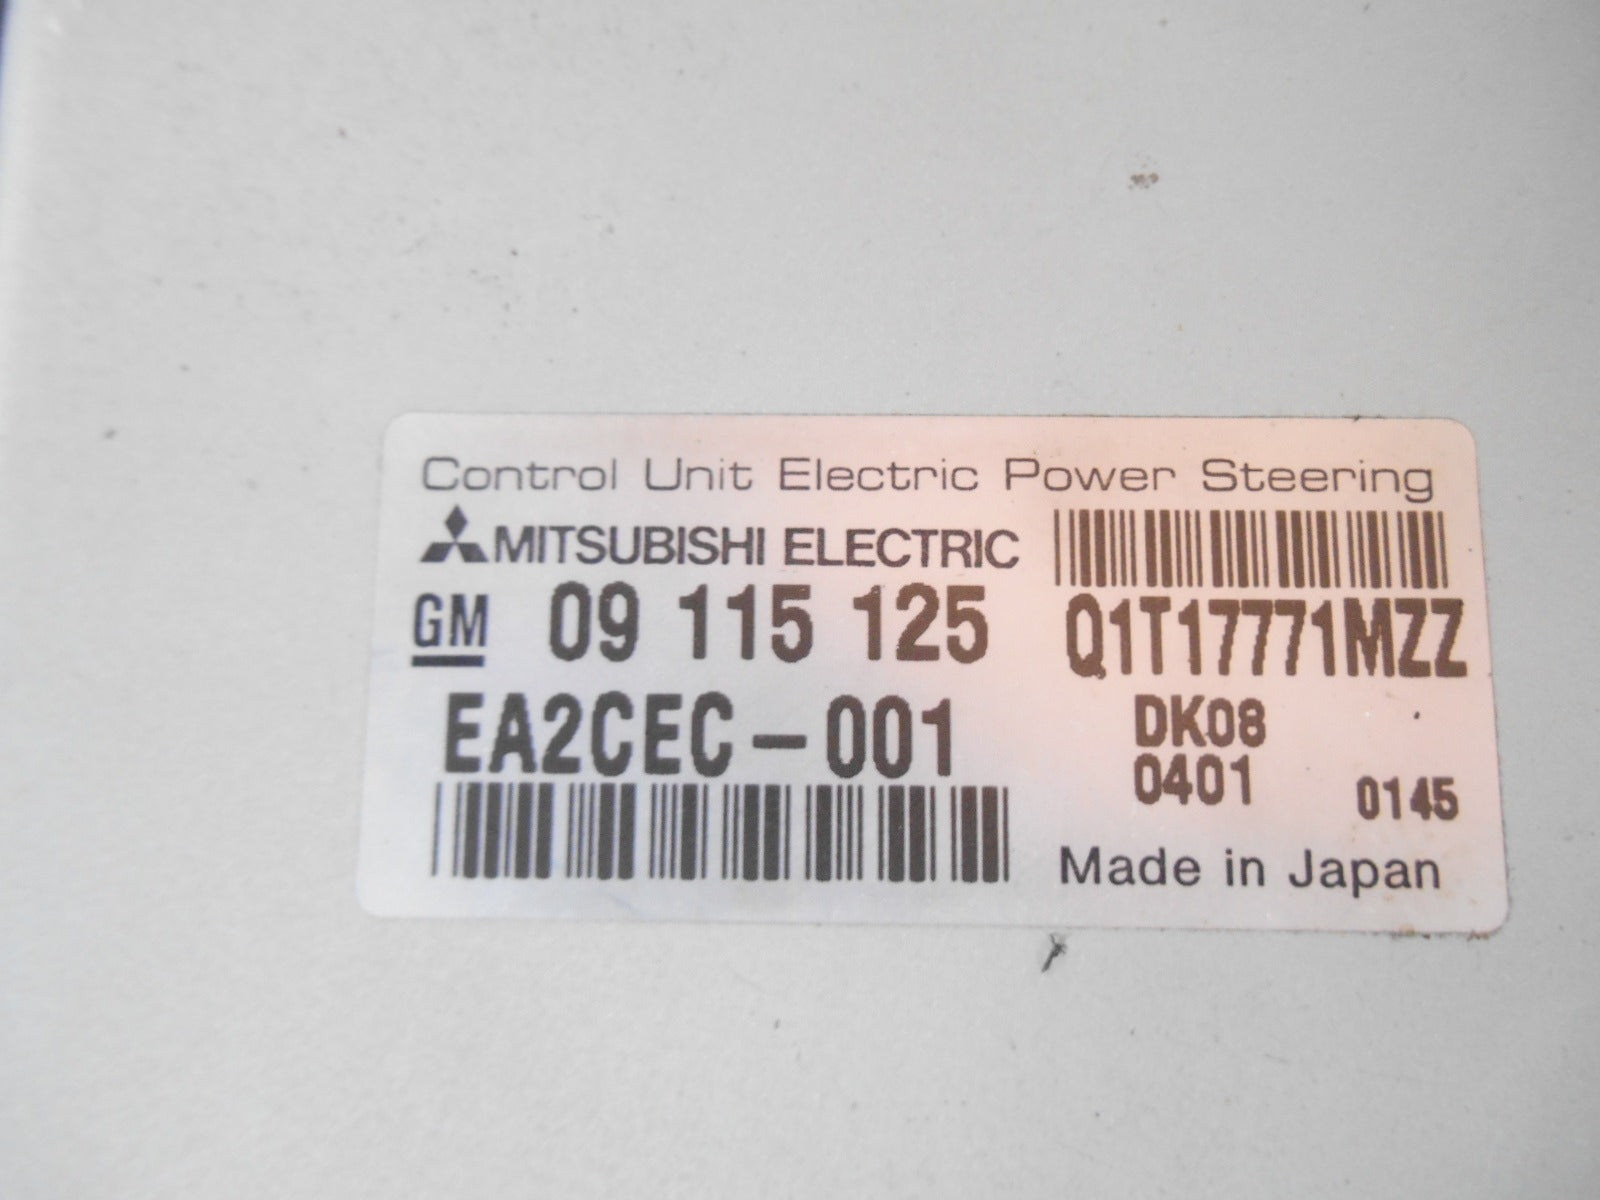 Control Unit Electric Power Steering
MITSUBISHI ELECTRIC
GM 09 115 125
Q1T17771MZZ
EA2CEC-001
DK08
0401 0145
Made in Japan